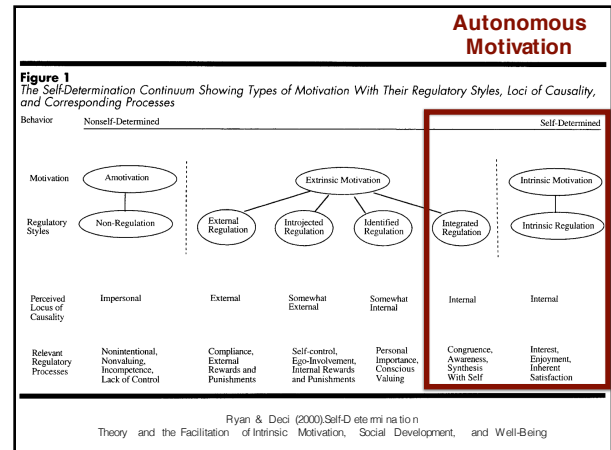 Autonomous
Motivation
Figure 1
The Self-Determination Continuum Showing Types of Motivation With Their Regulatory Styles, Loci of Causality,
and Corresponding Processes
Behavior Nonself-Determined Self-Determined
Motivation Amotivation Extrinsic Motivation Intrinsic Motivation
Regulatory
Styles
Non-Regulation
External
Regulation
Introjected
Regulation
Identified
Regulation
Integrated
Regulation
Intrinsic Regulation
Perceived
Locus of
Causality
Impersonal
External
Somewhat
External
Somewhat
Internal
Internal
Internal
Relevant
Regulatory
Processes
Nonintentional,
Nonvaluing,
Incompetence,
Lack of Control
Compliance,
External
Rewards and
Punishments
Self-control,
Ego-Involvement,
Internal Rewards
and Punishments
Personal
Importance,
Conscious
Valuing
Congruence,
Awareness,
Synthesis
With Self
Interest,
Enjoyment,
Inherent
Satisfaction
Ryan & Deci (2000).Self-Determination
Theory and the Facilitation of Intrinsic Motivation, Social Development, and Well-Being